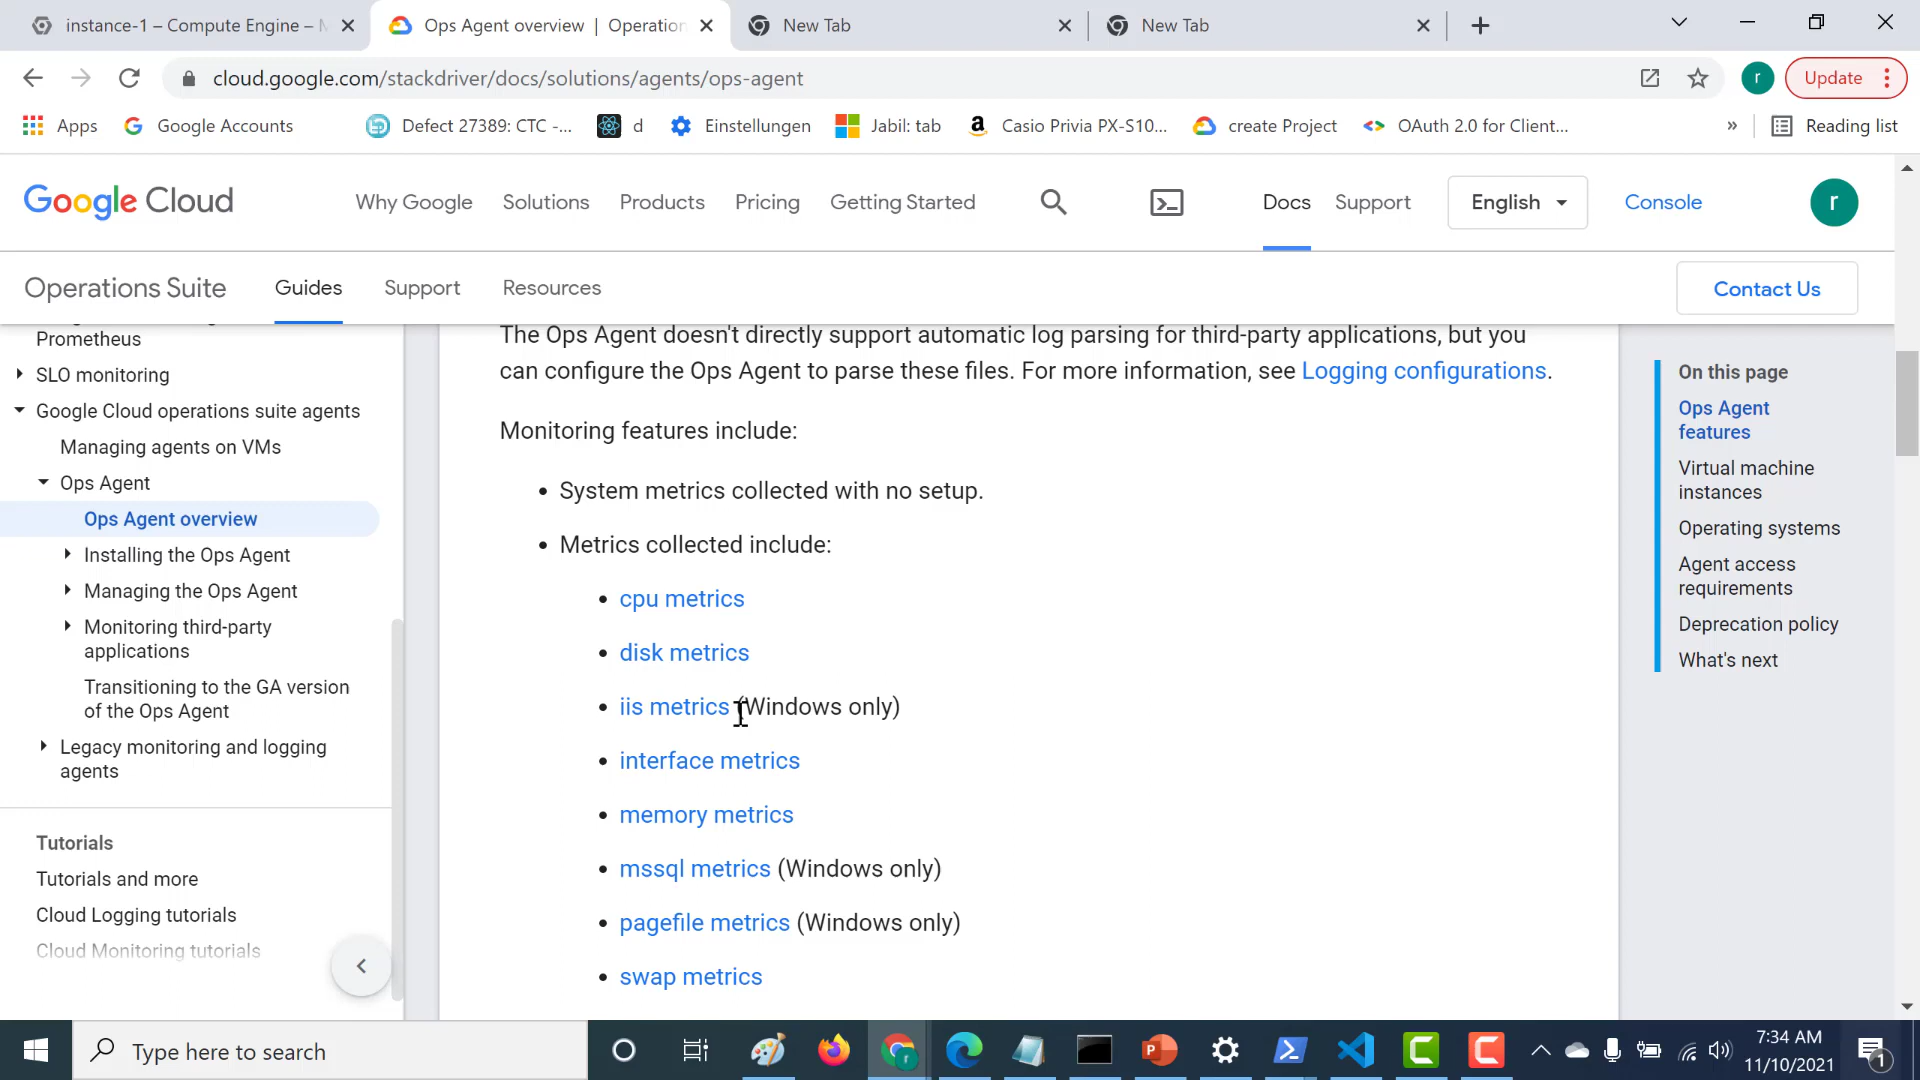 instance-1 – Compute Engine –
Ops Agent overview | Operation
New Tab
New Tab
cloud.google.com/stackdriver/docs/solutions/agents/ops-agent
r
Update
Apps
Google Accounts
Defect 27389: CTC -...
d
Einstellungen
Jabil: tab
Casio Privia PX-S10...
create Project
OAuth 2.0 for Client...
»
Reading list
Google Cloud
Why Google
Solutions
Products
Pricing
Getting Started
Docs
Support
English
Console
r
Operations Suite
Guides
Support
Resources
Contact Us
Prometheus
SLO monitoring
Google Cloud operations suite agents
Managing agents on VMs
Ops Agent
Ops Agent overview
Installing the Ops Agent
Managing the Ops Agent
Monitoring third-party
applications
Transitioning to the GA version
of the Ops Agent
Legacy monitoring and logging
agents
Tutorials
Tutorials and more
Cloud Logging tutorials
Cloud Monitoring tutorials
The Ops Agent doesn't directly support automatic log parsing for third-party applications, but you
can configure the Ops Agent to parse these files. For more information, see Logging configurations.
Monitoring features include:
• System metrics collected with no setup.
• Metrics collected include:
• cpu metrics
• disk metrics
• iis metrics (Windows only)
• interface metrics
• memory metrics
• mssql metrics (Windows only)
• pagefile metrics (Windows only)
• swap metrics
On this page
Ops Agent
features
Virtual machine
instances
Operating systems
Agent access
requirements
Deprecation policy
What's next
Type here to search
7:34 AM
11/10/2021
1